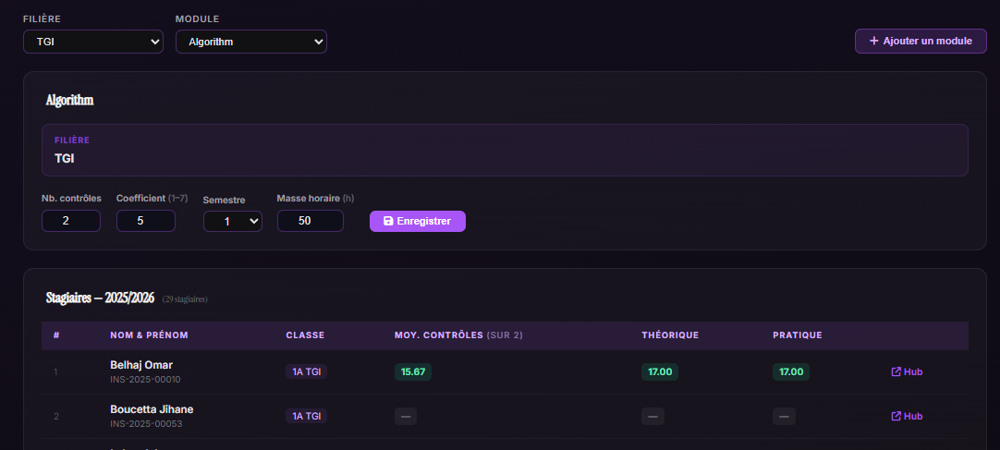 FILIÈRE MODULE
TGI Algorithm + Ajouter un module
Algorithm
FILIÈRE
TGI
Nb. contrôles Coefficient (1–7) Semestre Masse horaire (h)
2 5 1 50 Enregistrer
Stagiaires — 2025/2026 (29 stagiaires)
# NOM & PRÉNOM CLASSE MOY. CONTRÔLES (SUR 2) THÉORIQUE PRATIQUE
1 Belhaj Omar 1A TGI 15.67 17.00 17.00 Hub
INS-2025-00010
2 Boucetta Jihane 1A TGI — — — Hub
INS-2025-00053